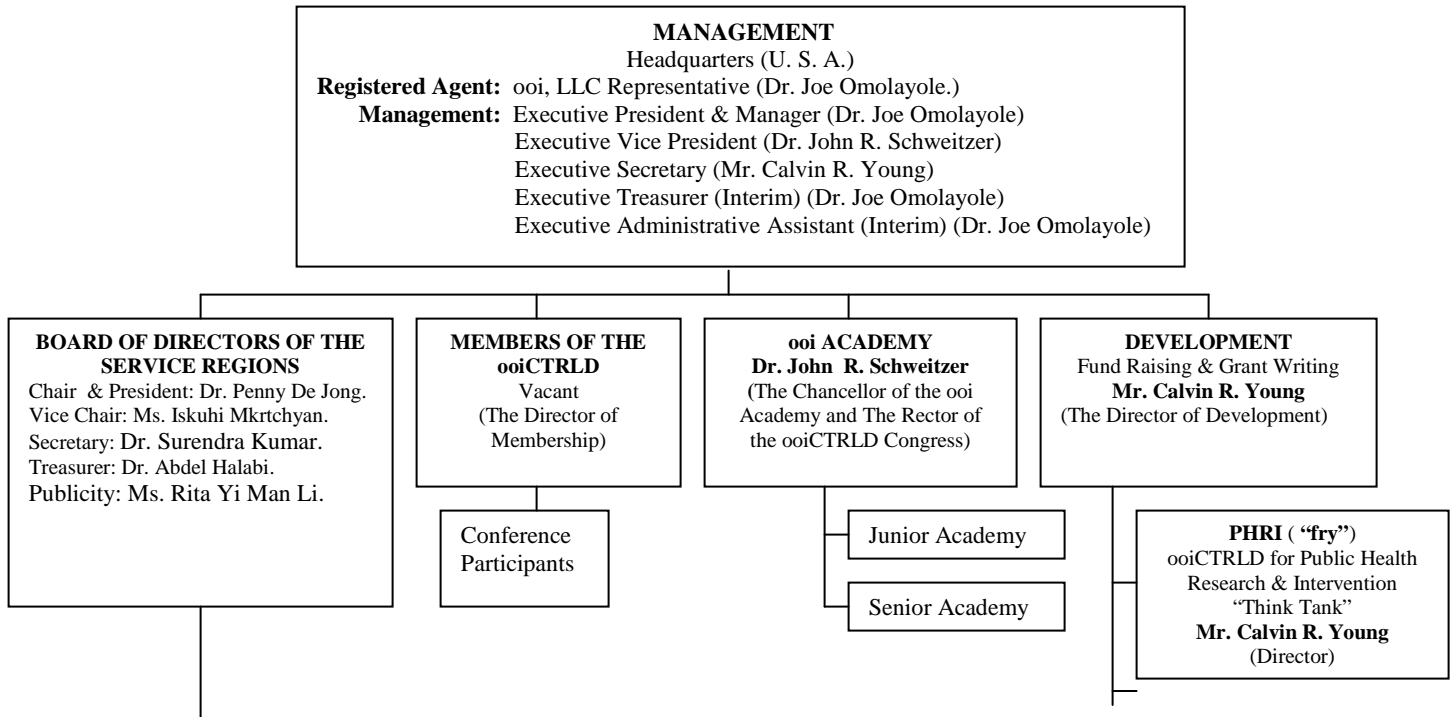 MANAGEMENT
Headquarters (U. S. A.)
Registered Agent: ooi, LLC Representative (Dr. Joe Omolayole.)
Management: Executive President & Manager (Dr. Joe Omolayole)
Executive Vice President (Dr. John R. Schweitzer)
Executive Secretary (Mr. Calvin R. Young)
Executive Treasurer (Interim) (Dr. Joe Omolayole)
Executive Administrative Assistant (Interim) (Dr. Joe Omolayole)
BOARD OF DIRECTORS OF THE
SERVICE REGIONS
Chair & President: Dr. Penny De Jong.
Vice Chair: Ms. Iskuhi Mkrtchyan.
Secretary: Dr. Surendra Kumar.
Treasurer: Dr. Abdel Halabi.
Publicity: Ms. Rita Yi Man Li.
MEMBERS OF THE
ooiCTRLD
Vacant
(The Director of
Membership)
Conference
Participants
ooi ACADEMY
Dr. John R. Schweitzer
(The Chancellor of the ooi
Academy and The Rector of
the ooiCTRLD Congress)
Junior Academy
Senior Academy
DEVELOPMENT
Fund Raising & Grant Writing
Mr. Calvin R. Young
(The Director of Development)
PHRI ( “fry”)
ooiCTRLD for Public Health
Research & Intervention
“Think Tank”
Mr. Calvin R. Young
(Director)